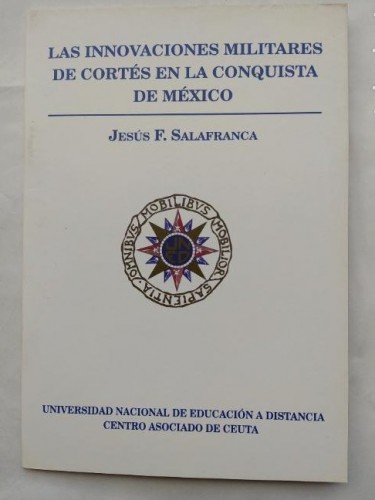 LAS INNOVACIONES MILITARES
DE CORTÉS EN LA CONQUISTA
DE MÉXICO
JESÚS F. SALAFRANCA
OMNIBVS MOBILIBVS MOBILIOR SAPIENTIA
UNIVERSIDAD NACIONAL DE EDUCACIÓN A DISTANCIA
CENTRO ASOCIADO DE CEUTA